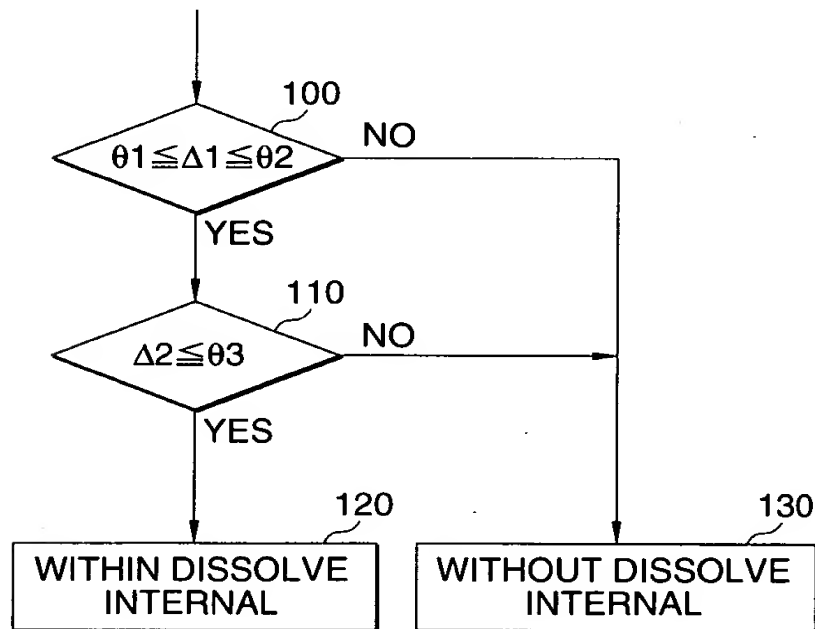 100
θ1≦Δ1≦θ2
NO
YES
110
Δ2≦θ3
NO
YES
120
WITHIN DISSOLVE
INTERNAL
130
WITHOUT DISSOLVE
INTERNAL